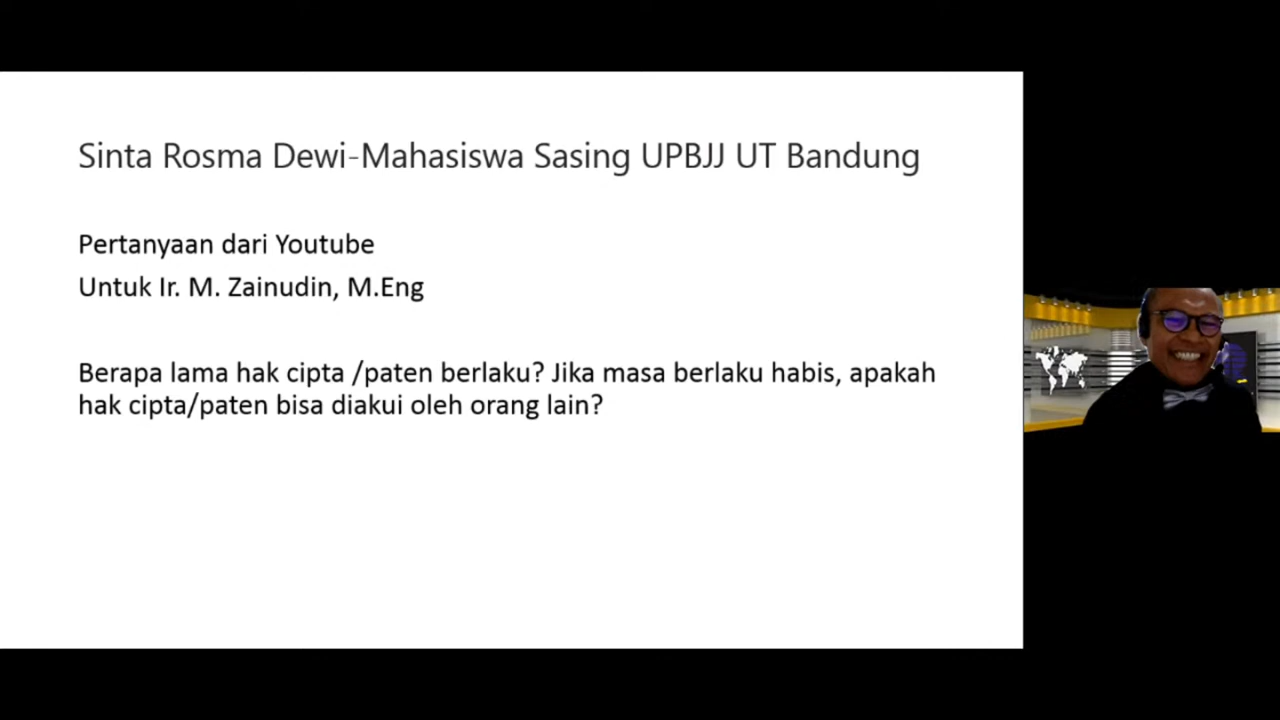 Sinta Rosma Dewi-Mahasiswa Sasing UPBJJ UT Bandung
Pertanyaan dari Youtube
Untuk Ir. M. Zainudin, M.Eng
Berapa lama hak cipta /paten berlaku? Jika masa berlaku habis, apakah
hak cipta/paten bisa diakui oleh orang lain?